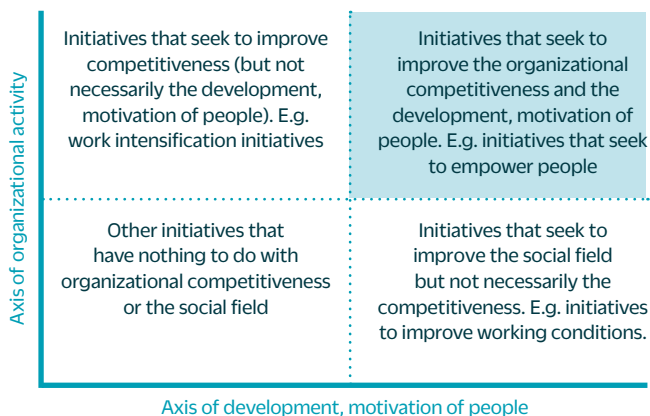 Axis of organizational activity
Initiatives that seek to improve
competitiveness (but not
necessarily the development,
motivation of people). E.g.
work intensification initiatives
Initiatives that seek to
improve the organizational
competitiveness and the
development, motivation of
people. E.g. initiatives that seek
to empower people
Other initiatives that
have nothing to do with
organizational competitiveness
or the social field
Initiatives that seek to
improve the social field
but not necessarily the
competitiveness. E.g. initiatives
to improve working conditions.
Axis of development, motivation of people